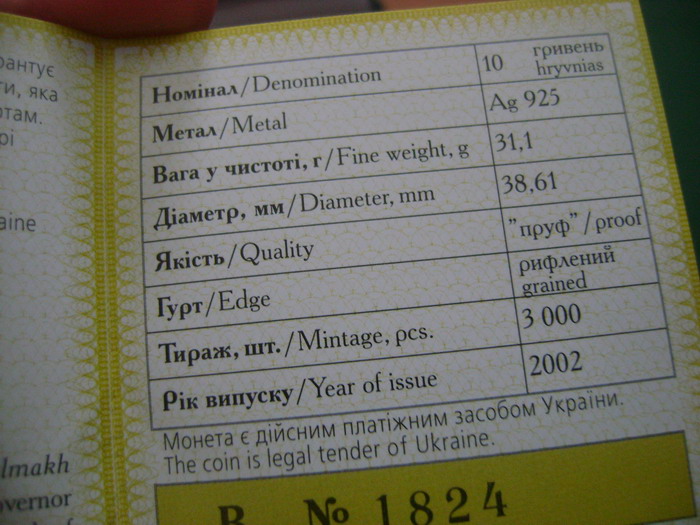 рантує
ти, яка
отам.
рі
aine
lmakh
overnor
Номінал/Denomination 10 гривень
hryvnias
Метал/Metal Ag 925
Вага у чистоті, г/Fine weight, g 31,1
Діаметр, мм/Diameter, mm 38,61
Якість/Quality "пруф"/proof
Гурт/Edge рифлений
grained
Тираж, шт./Mintage, pcs. 3 000
Рік випуску/Year of issue 2002
Монета є дійсним платіжним засобом України.
The coin is legal tender of Ukraine.
№ 1824